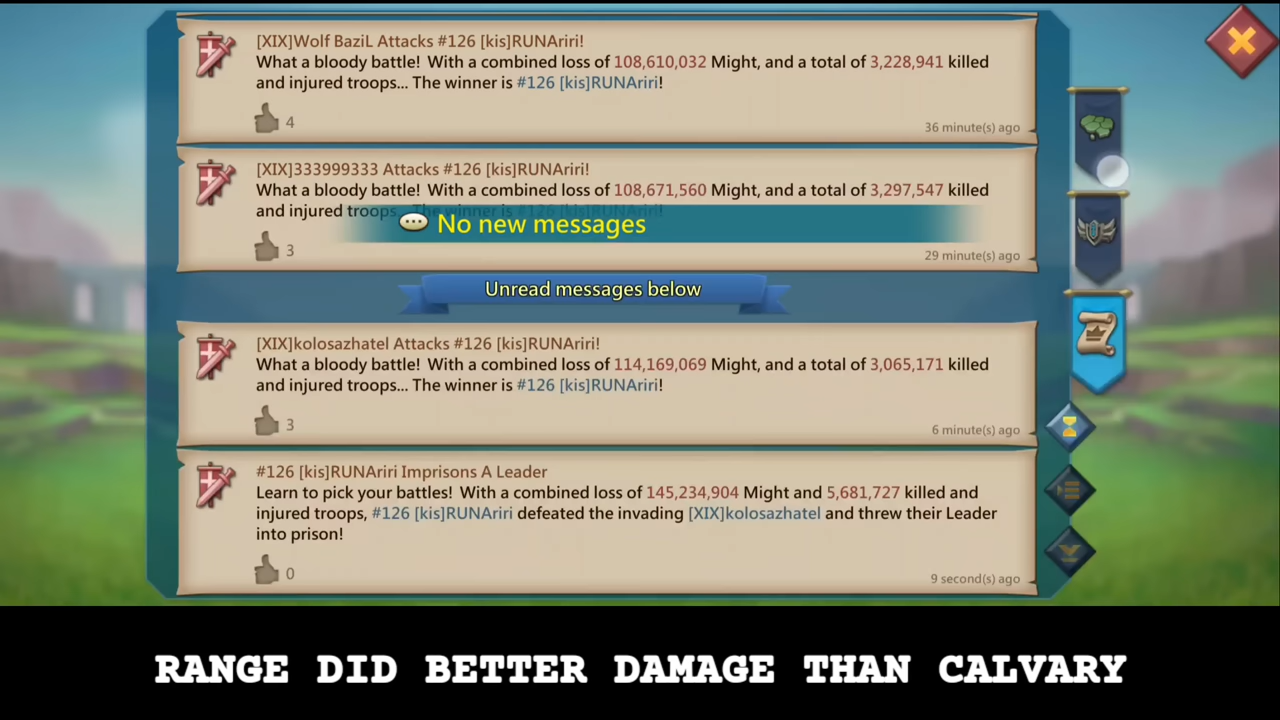 [XIX]Wolf BaziL Attacks #126 [kis]RUNAriri!
What a bloody battle! With a combined loss of 108,610,032 Might, and a total of 3,228,941 killed
and injured troops... The winner is #126 [kis]RUNAriri!
4
36 minute(s) ago
[XIX]333999333 Attacks #126 [kis]RUNAriri!
What a bloody battle! With a combined loss of 108,671,560 Might, and a total of 3,297,547 killed
and injured troops... The winner is #126 [kis]RUNAriri!
No new messages
3
29 minute(s) ago
Unread messages below
[XIX]kolosazhatel Attacks #126 [kis]RUNAriri!
What a bloody battle! With a combined loss of 114,169,069 Might, and a total of 3,065,171 killed
and injured troops... The winner is #126 [kis]RUNAriri!
3
6 minute(s) ago
#126 [kis]RUNAriri Imprisons A Leader
Learn to pick your battles! With a combined loss of 145,234,904 Might and 5,681,727 killed and
injured troops, #126 [kis]RUNAriri defeated the invading [XIX]kolosazhatel and threw their Leader
into prison!
0
9 second(s) ago
RANGE DID BETTER DAMAGE THAN CALVARY